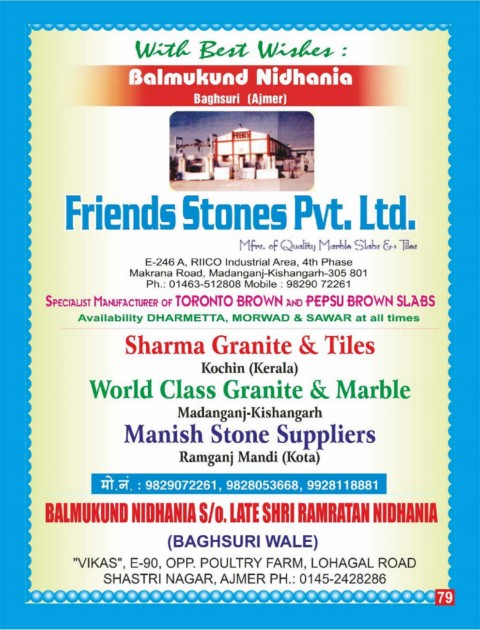 With Best Wishes :
Balmukund Nidhania
Baghsuri (Ajmer)
FRIENDS
Friends Stones Pvt. Ltd.
Mfrs. of Quality Marble Slabs & Tiles
E-246 A, RIICO Industrial Area, 4th Phase
Makrana Road, Madanganj-Kishangarh-305 801
Ph.: 01463-512808 Mobile : 98290 72261
SPECIALIST MANUFACTURER OF TORONTO BROWN AND PEPSU BROWN SLABS
Availability DHARMETTA, MORWAD & SAWAR at all times
Sharma Granite & Tiles
Kochin (Kerala)
World Class Granite & Marble
Madanganj-Kishangarh
Manish Stone Suppliers
Ramganj Mandi (Kota)
मो.नं. : 9829072261, 9828053668, 9928118881
BALMUKUND NIDHANIA S/o. LATE SHRI RAMRATAN NIDHANIA
(BAGHSURI WALE)
"VIKAS", E-90, OPP. POULTRY FARM, LOHAGAL ROAD
SHASTRI NAGAR, AJMER PH.: 0145-2428286
79